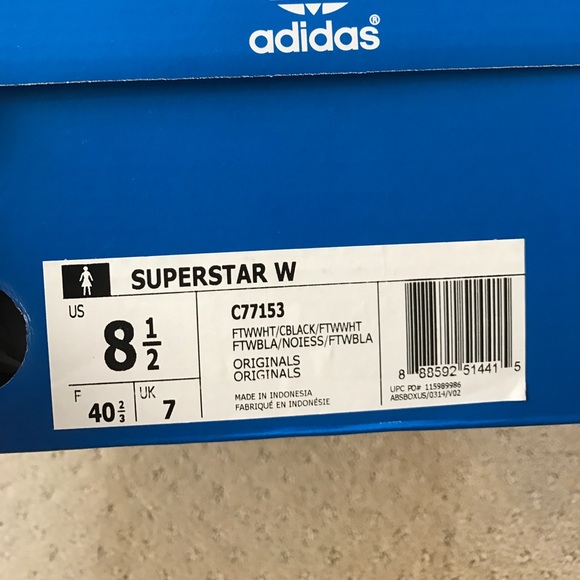 adidas®
SUPERSTAR W
US
8 1/2
F
40 2/3
UK
7
C77153
FTWWHT/CBLACK/FTWWHT
FTWBLA/NOIESS/FTWBLA
ORIGINALS
ORIGINALS
MADE IN INDONESIA
FABRIQUÉ EN INDONÉSIE
8 88592 51441 5
UPC PO# 115989986
ABSBOXUS/0314/V02